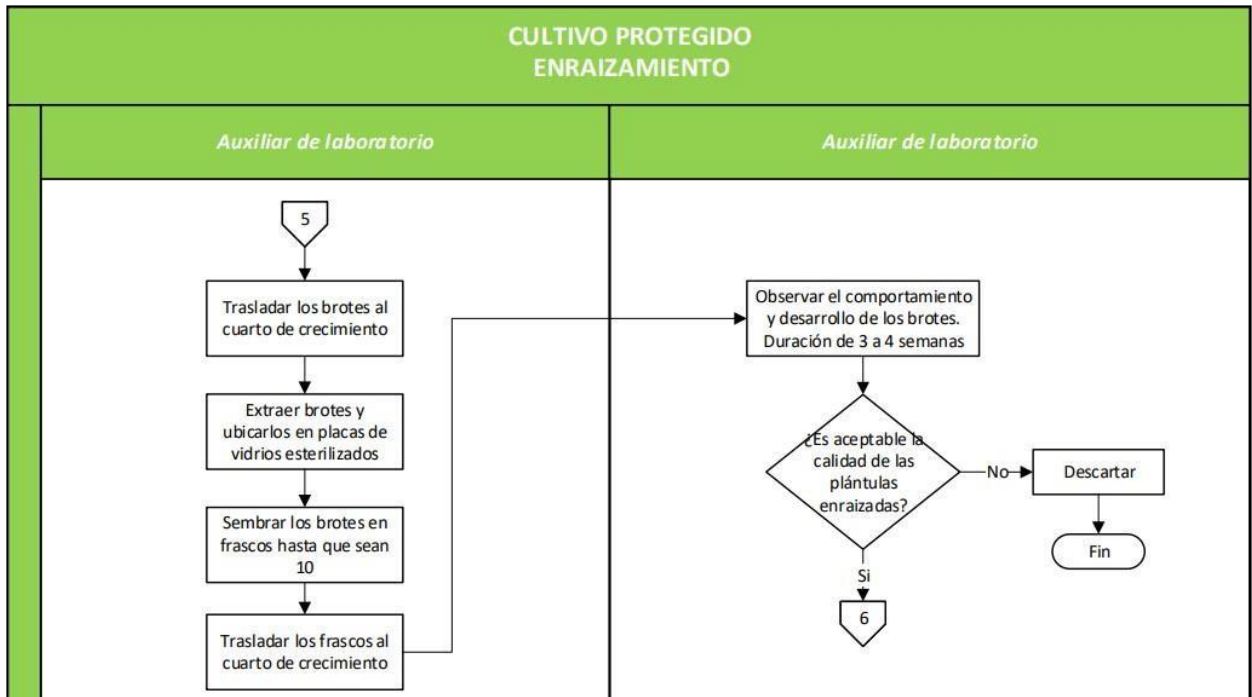 CULTIVO PROTEGIDO
ENRAIZAMIENTO
Auxiliar de laboratorio
Auxiliar de laboratorio
5
Trasladar los brotes al
cuarto de crecimiento
Extraer brotes y
ubicarlos en placas de
vidrios esterilizados
Sembrar los brotes en
frascos hasta que sean
10
Trasladar los frascos al
cuarto de crecimiento
Observar el comportamiento
y desarrollo de los brotes.
Duración de 3 a 4 semanas
¿Es aceptable la
calidad de las
plántulas
enraizadas?
No
Descartar
Fin
Si
6